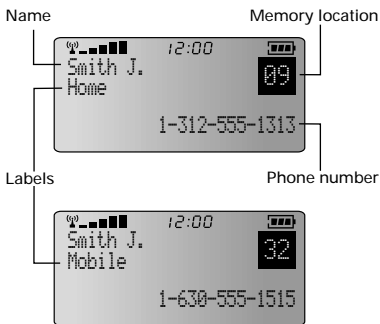 Name Memory location
12:00
Smith J. 09
Home
1-312-555-1313
Labels Phone number
12:00
Smith J. 32
Mobile
1-630-555-1515